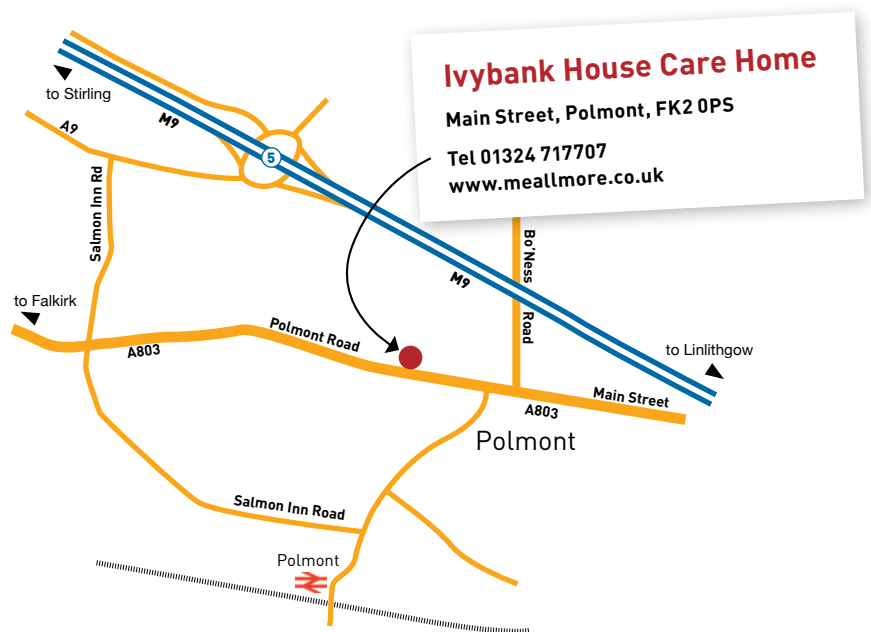 Ivybank House Care Home
Main Street, Polmont, FK2 0PS
Tel 01324 717707
www.meallmore.co.uk
to Stirling
M9
A9
5
Salmon Inn Rd
Bo'Ness
Road
M9
to Falkirk
A803
Polmont Road
to Linlithgow
Main Street
A803
Polmont
Salmon Inn Road
Polmont